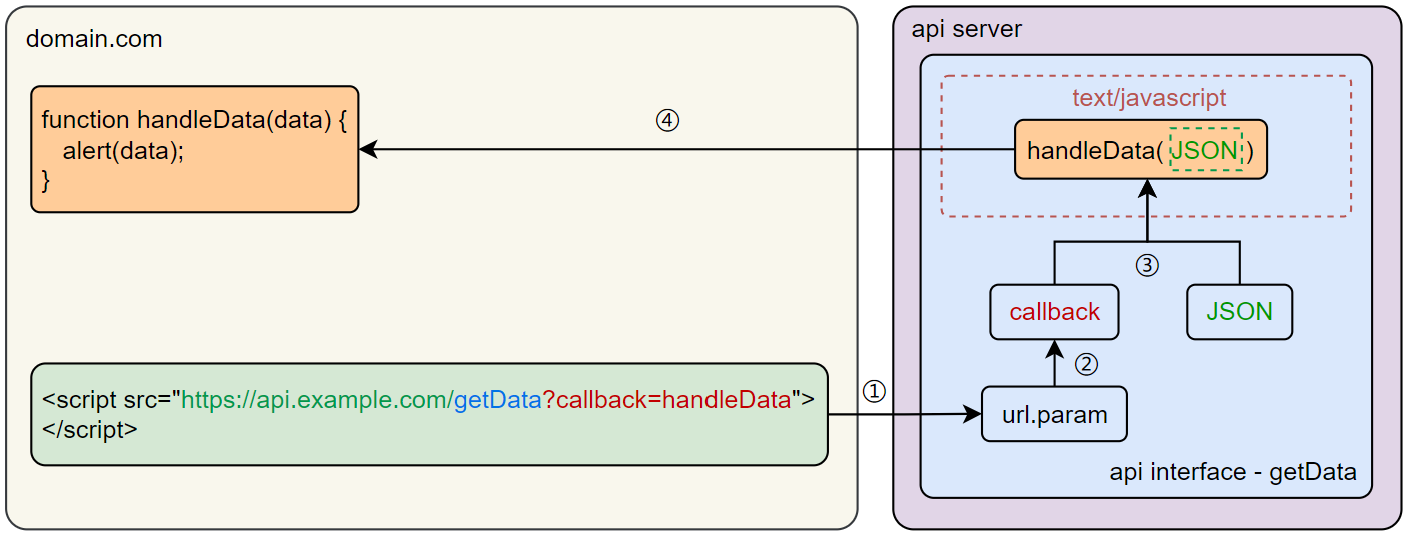 domain.com
function handleData(data) {
alert(data);
}
④
<script src="https://api.example.com/getData?callback=handleData">
</script>
①
api server
text/javascript
handleData( JSON )
③
callback
JSON
②
url.param
api interface - getData